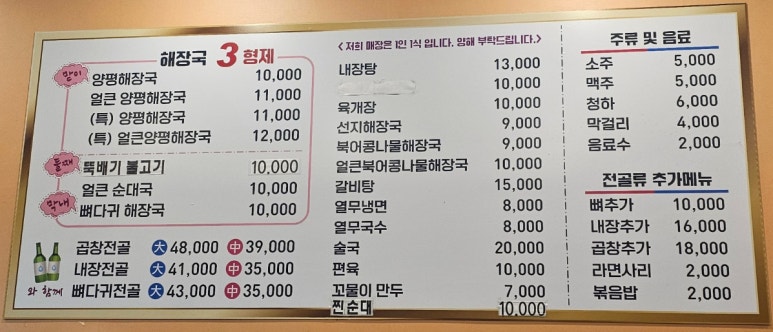 해장국 3 형제
맏이
양평해장국 10,000
얼큰 양평해장국 11,000
(특) 양평해장국 11,000
(특) 얼큰양평해장국 12,000
둘째
뚝배기 불고기 10,000
얼큰 순대국 10,000
막내
뼈다귀 해장국 10,000
곱창전골 大 48,000 中 39,000
내장전골 大 41,000 中 35,000
뼈다귀전골 大 43,000 中 35,000
와 함께
< 저희 매장은 1인 1식 입니다. 양해 부탁드립니다.>
내장탕 13,000
10,000
육개장 10,000
선지해장국 9,000
북어콩나물해장국 9,000
얼큰북어콩나물해장국 10,000
갈비탕 15,000
열무냉면 8,000
열무국수 8,000
술국 20,000
편육 10,000
꼬물이 만두 7,000
찐순대 10,000
주류 및 음료
소주 5,000
맥주 5,000
청하 6,000
막걸리 4,000
음료수 2,000
전골류 추가메뉴
뼈추가 10,000
내장추가 16,000
곱창추가 18,000
라면사리 2,000
볶음밥 2,000